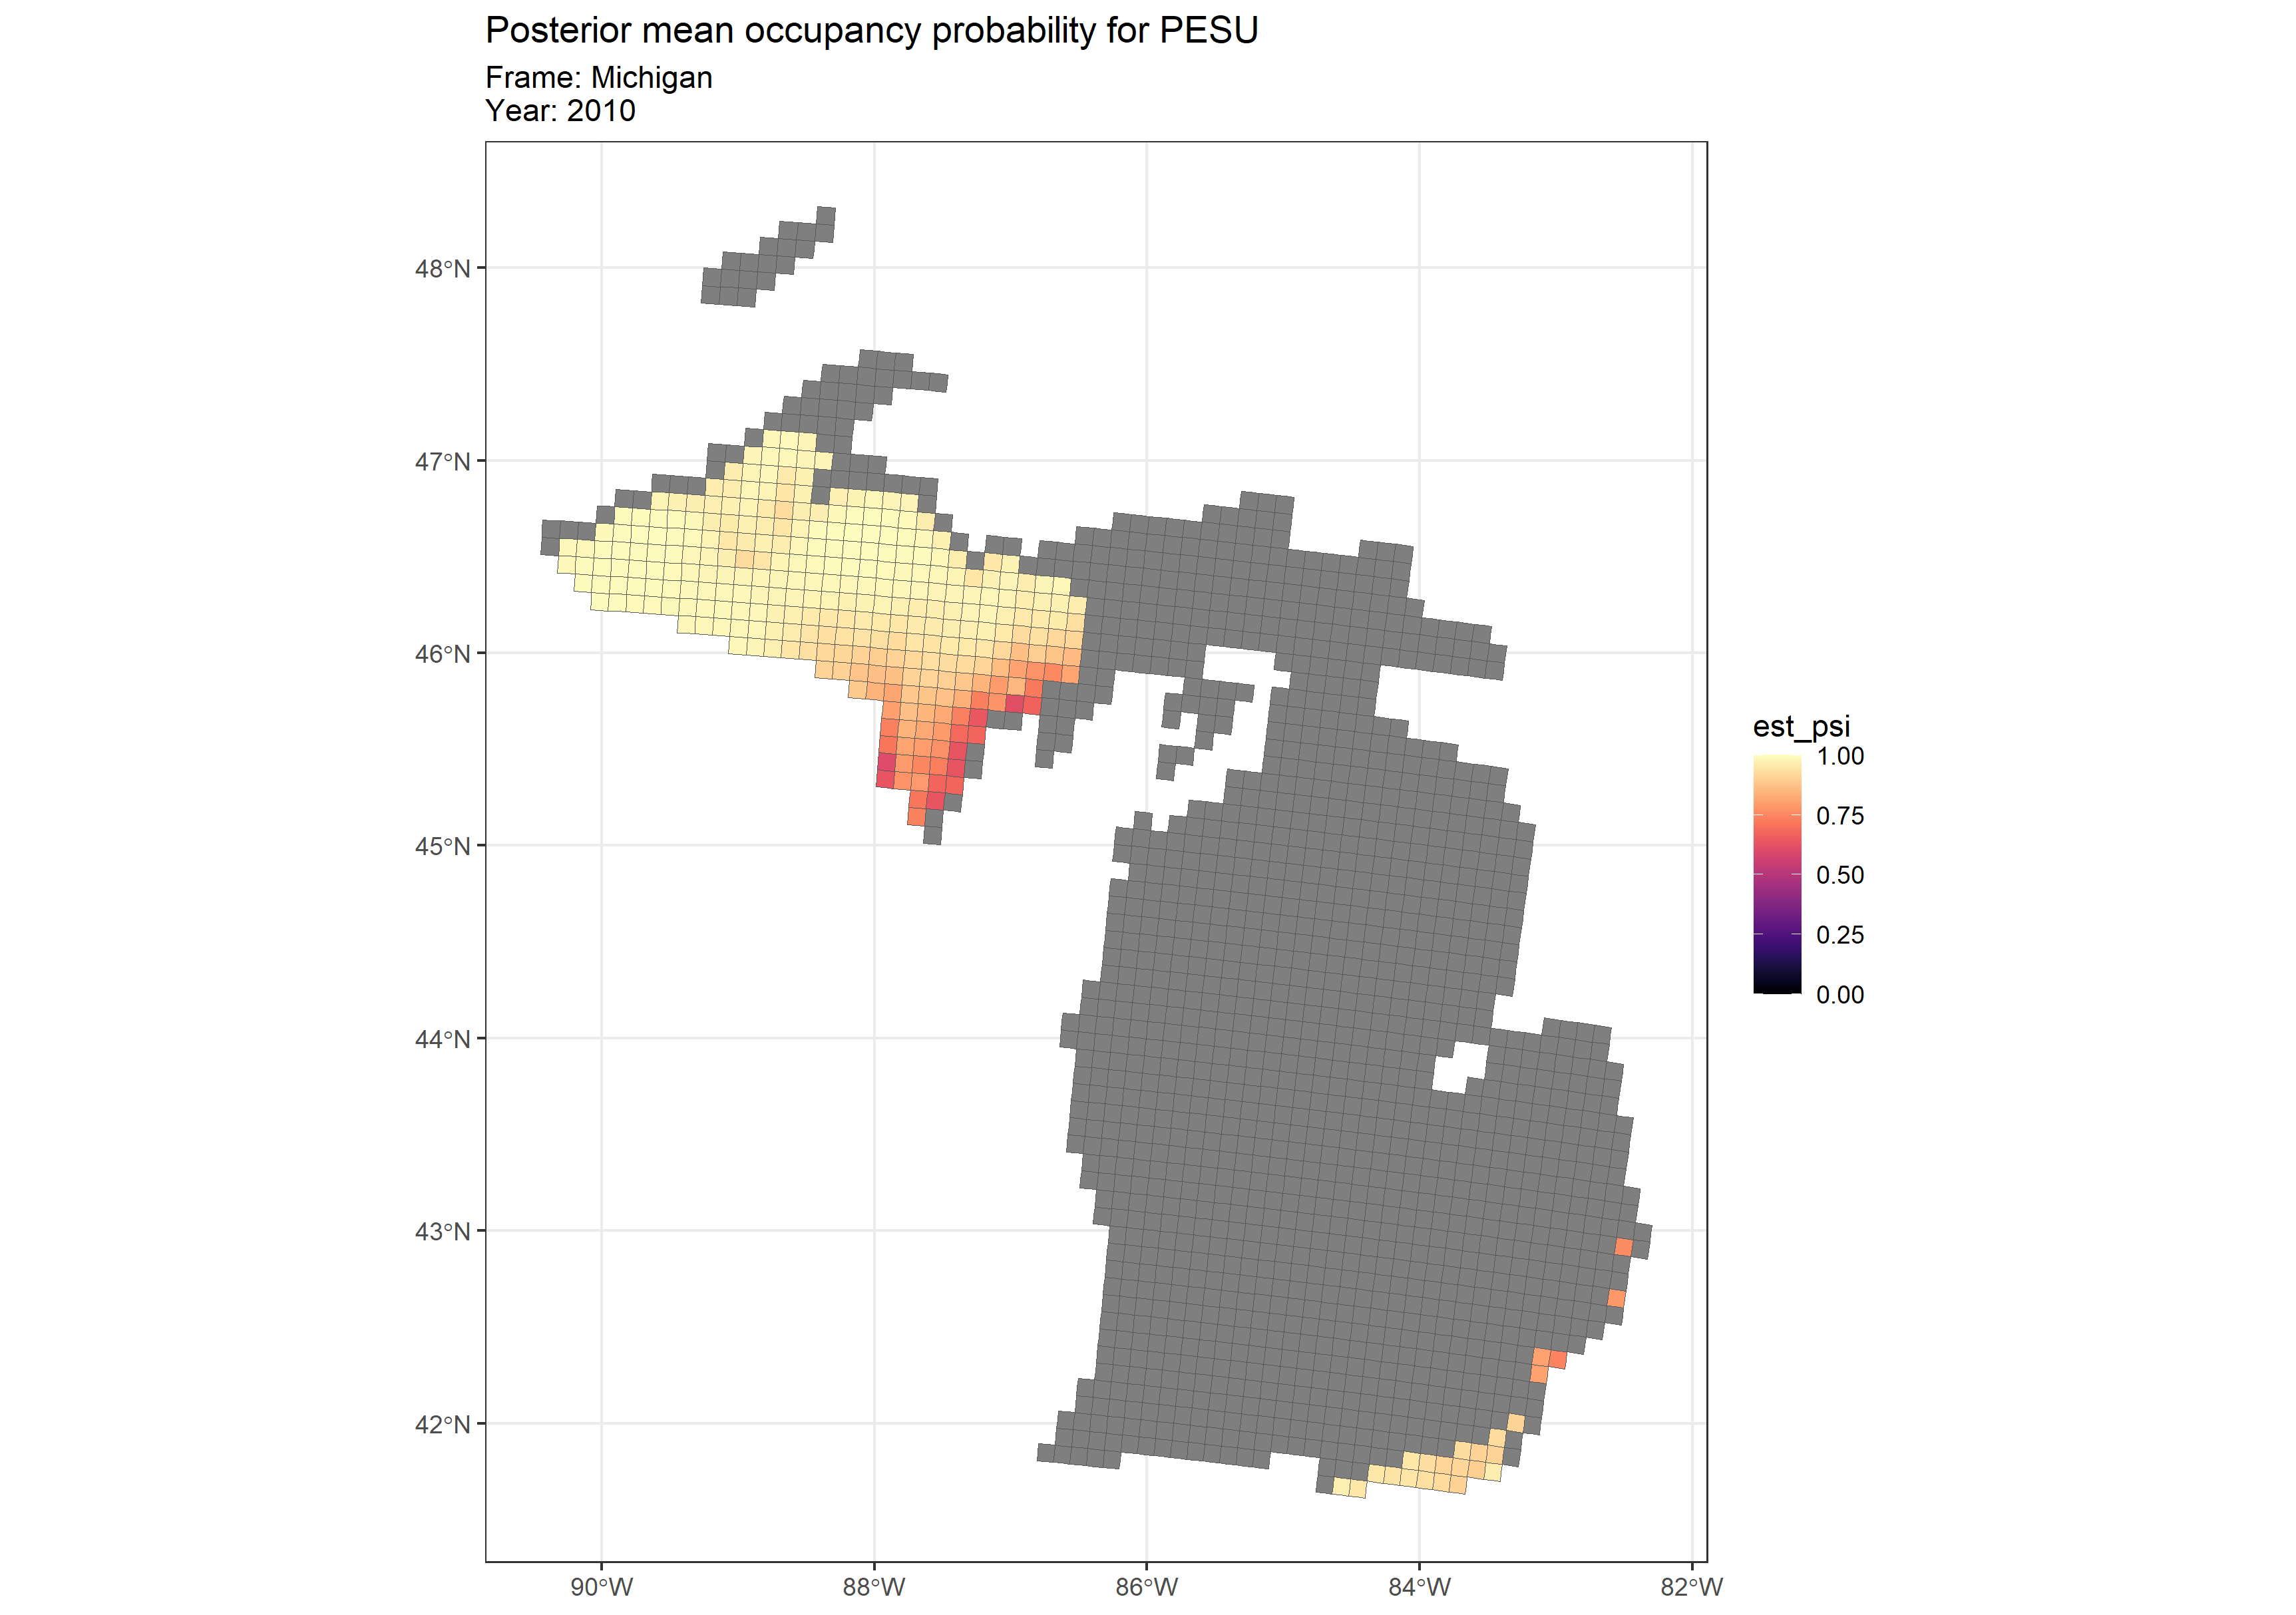 Posterior mean occupancy probability for PESU
Frame: Michigan
Year: 2010
48°N
47°N
46°N
45°N
44°N
43°N
42°N
90°W
88°W
86°W
84°W
82°W
est_psi
1.00
0.75
0.50
0.25
0.00